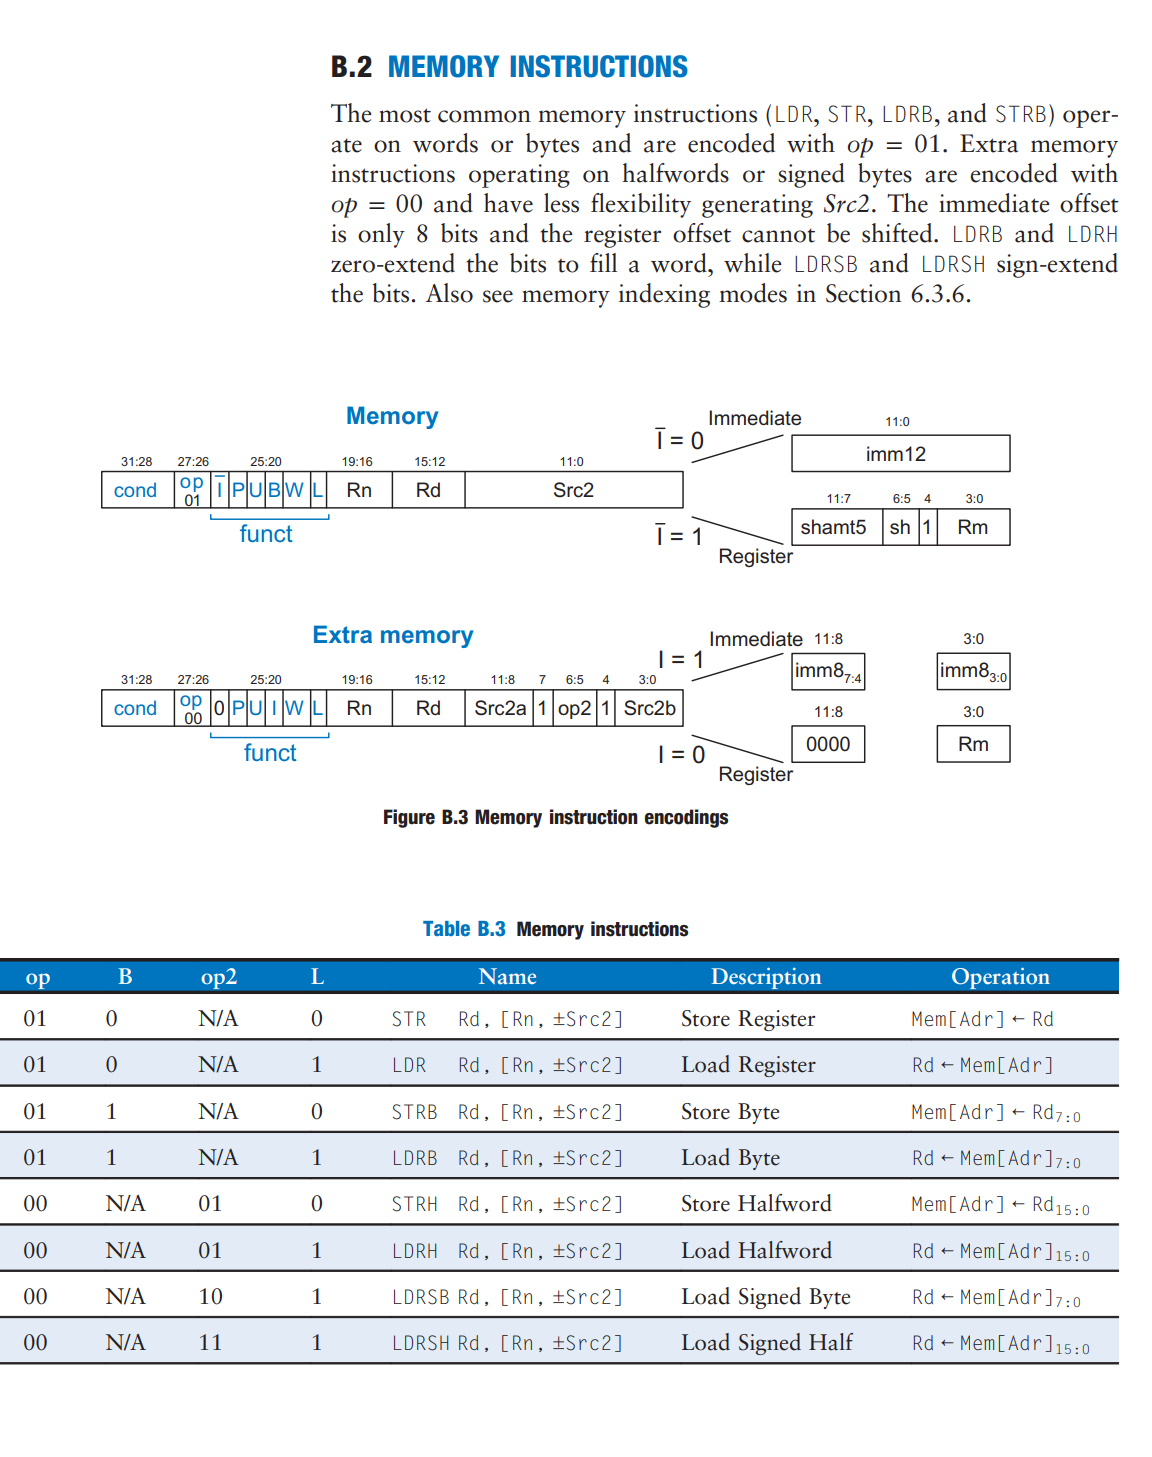 B.2 MEMORY INSTRUCTIONS
The most common memory instructions (LDR, STR, LDRB, and STRB) oper-
ate on words or bytes and are encoded with op = 01. Extra memory
instructions operating on halfwords or signed bytes are encoded with
op = 00 and have less flexibility generating Src2. The immediate offset
is only 8 bits and the register offset cannot be shifted. LDRB and LDRH
zero-extend the bits to fill a word, while LDRSB and LDRSH sign-extend
the bits. Also see memory indexing modes in Section 6.3.6.
Memory
31:28 27:26 25:20 19:16 15:12 11:0
cond op 01 I̅ P U B W L Rn Rd Src2
funct
I̅ = 0 Immediate
11:0
imm12
I̅ = 1 Register
11:7 6:5 4 3:0
shamt5 sh 1 Rm
Extra memory
31:28 27:26 25:20 19:16 15:12 11:8 7 6:5 4 3:0
cond op 00 0 P U I W L Rn Rd Src2a 1 op2 1 Src2b
funct
I = 1 Immediate
11:8 3:0
imm8₇:₄ imm8₃:₀
I = 0 Register
11:8 3:0
0000 Rm
Figure B.3 Memory instruction encodings
Table B.3 Memory instructions
op B op2 L Name Description Operation
01 0 N/A 0 STR Rd, [Rn, ±Src2] Store Register Mem[Adr] ← Rd
01 0 N/A 1 LDR Rd, [Rn, ±Src2] Load Register Rd ← Mem[Adr]
01 1 N/A 0 STRB Rd, [Rn, ±Src2] Store Byte Mem[Adr] ← Rd₇:₀
01 1 N/A 1 LDRB Rd, [Rn, ±Src2] Load Byte Rd ← Mem[Adr]₇:₀
00 N/A 01 0 STRH Rd, [Rn, ±Src2] Store Halfword Mem[Adr] ← Rd₁₅:₀
00 N/A 01 1 LDRH Rd, [Rn, ±Src2] Load Halfword Rd ← Mem[Adr]₁₅:₀
00 N/A 10 1 LDRSB Rd, [Rn, ±Src2] Load Signed Byte Rd ← Mem[Adr]₇:₀
00 N/A 11 1 LDRSH Rd, [Rn, ±Src2] Load Signed Half Rd ← Mem[Adr]₁₅:₀